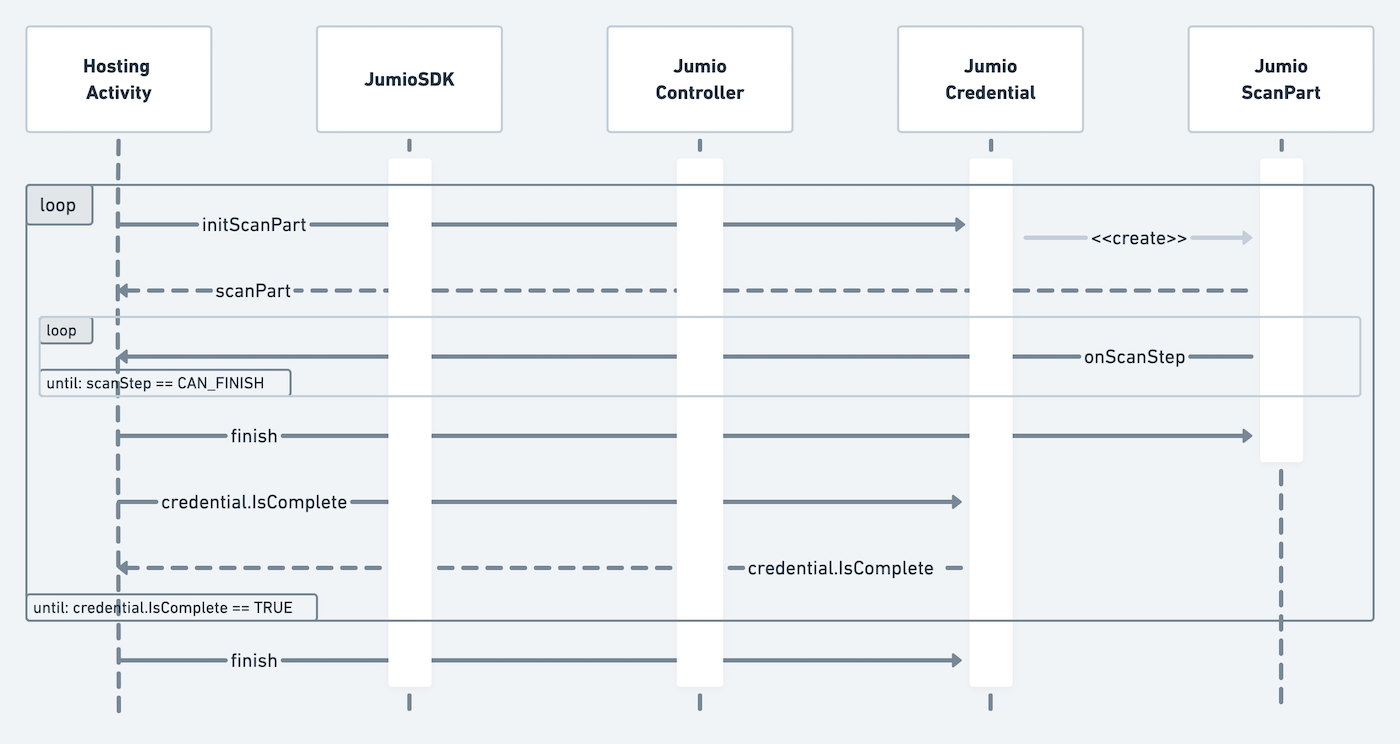 Hosting
Activity
JumioSDK
Jumio
Controller
Jumio
Credential
Jumio
ScanPart
loop
initScanPart
<<create>>
scanPart
loop
onScanStep
until: scanStep == CAN_FINISH
finish
credential.IsComplete
credential.IsComplete
until: credential.IsComplete == TRUE
finish